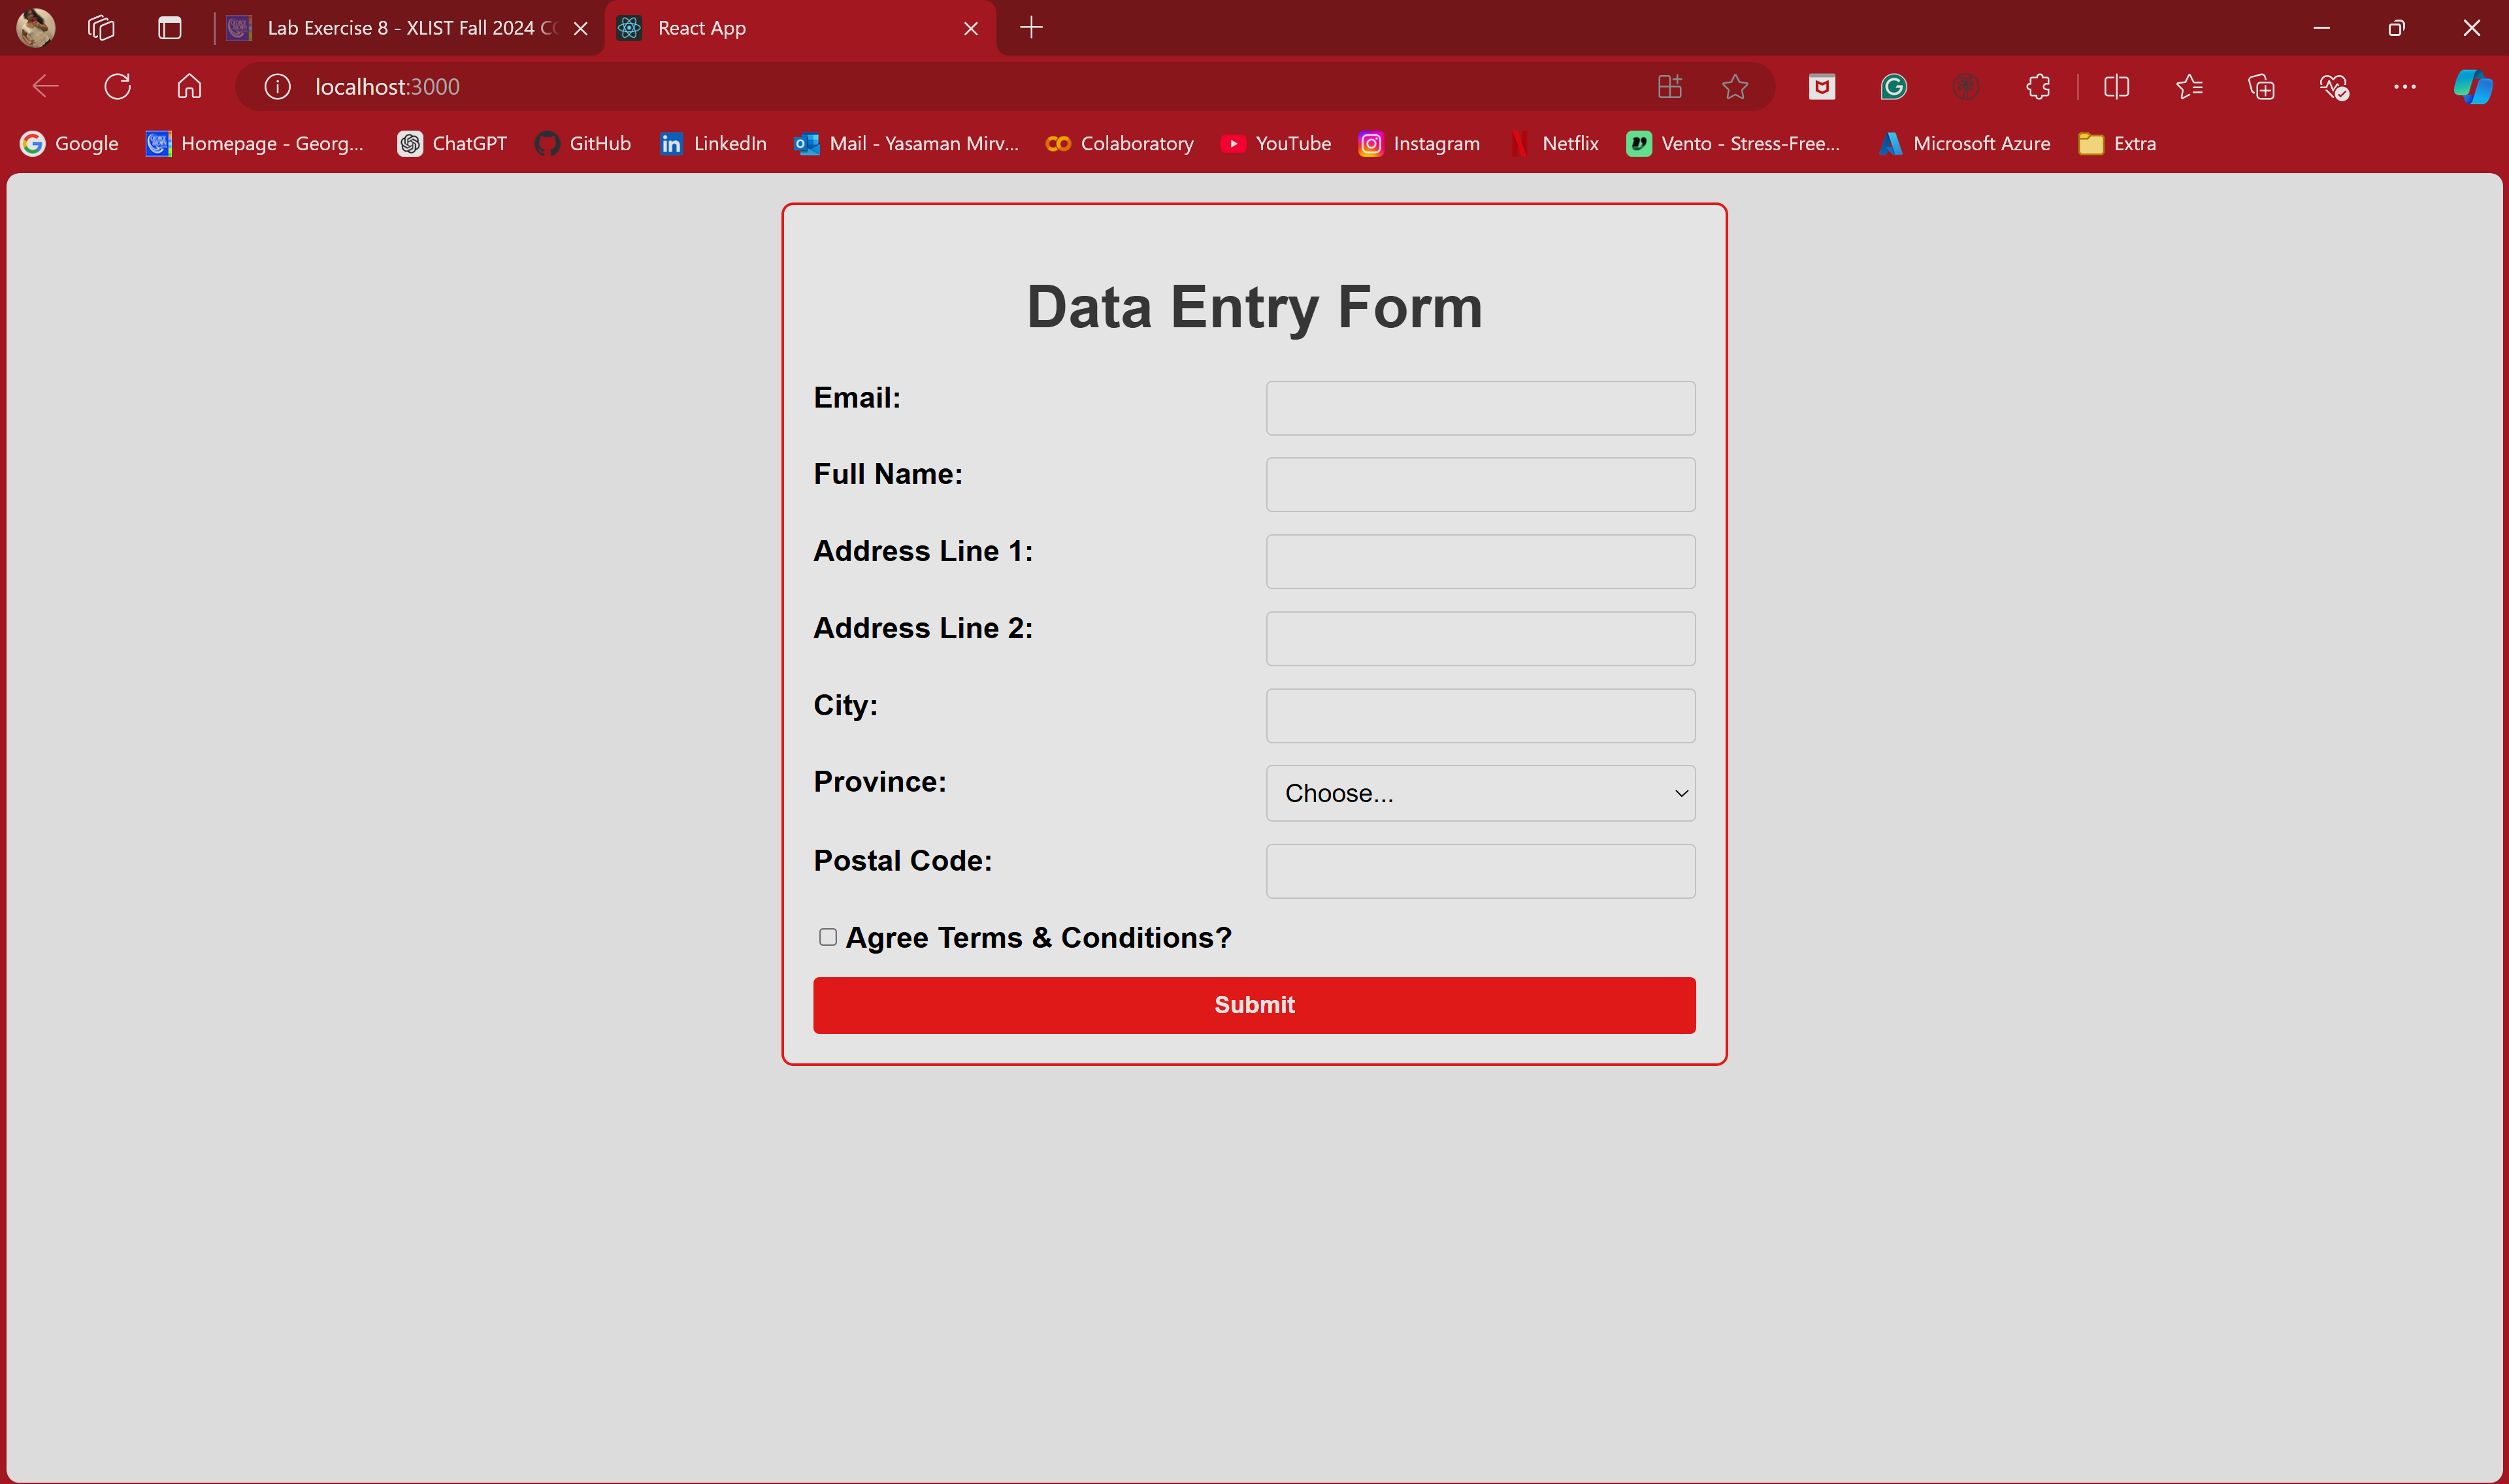 Lab Exercise 8 - XLIST Fall 2024
React App
localhost:3000
Google
Homepage - Georg...
ChatGPT
GitHub
LinkedIn
Mail - Yasaman Mirv...
Colaboratory
YouTube
Instagram
Netflix
Vento - Stress-Free...
Microsoft Azure
Extra
Data Entry Form
Email:
Full Name:
Address Line 1:
Address Line 2:
City:
Province:
Choose...
Postal Code:
Agree Terms & Conditions?
Submit